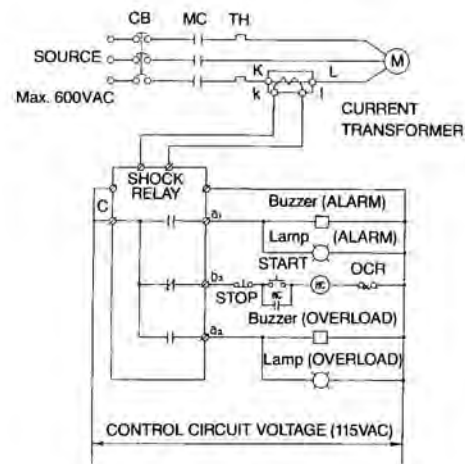 CB MC TH
SOURCE
M
Max. 600VAC
K L
k l
CURRENT
TRANSFORMER
SHOCK
RELAY
C
a₁
Buzzer (ALARM)
Lamp (ALARM)
START
OCR
b₂
STOP
MC
MC
Buzzer (OVERLOAD)
a₂
Lamp (OVERLOAD)
CONTROL CIRCUIT VOLTAGE (115VAC)